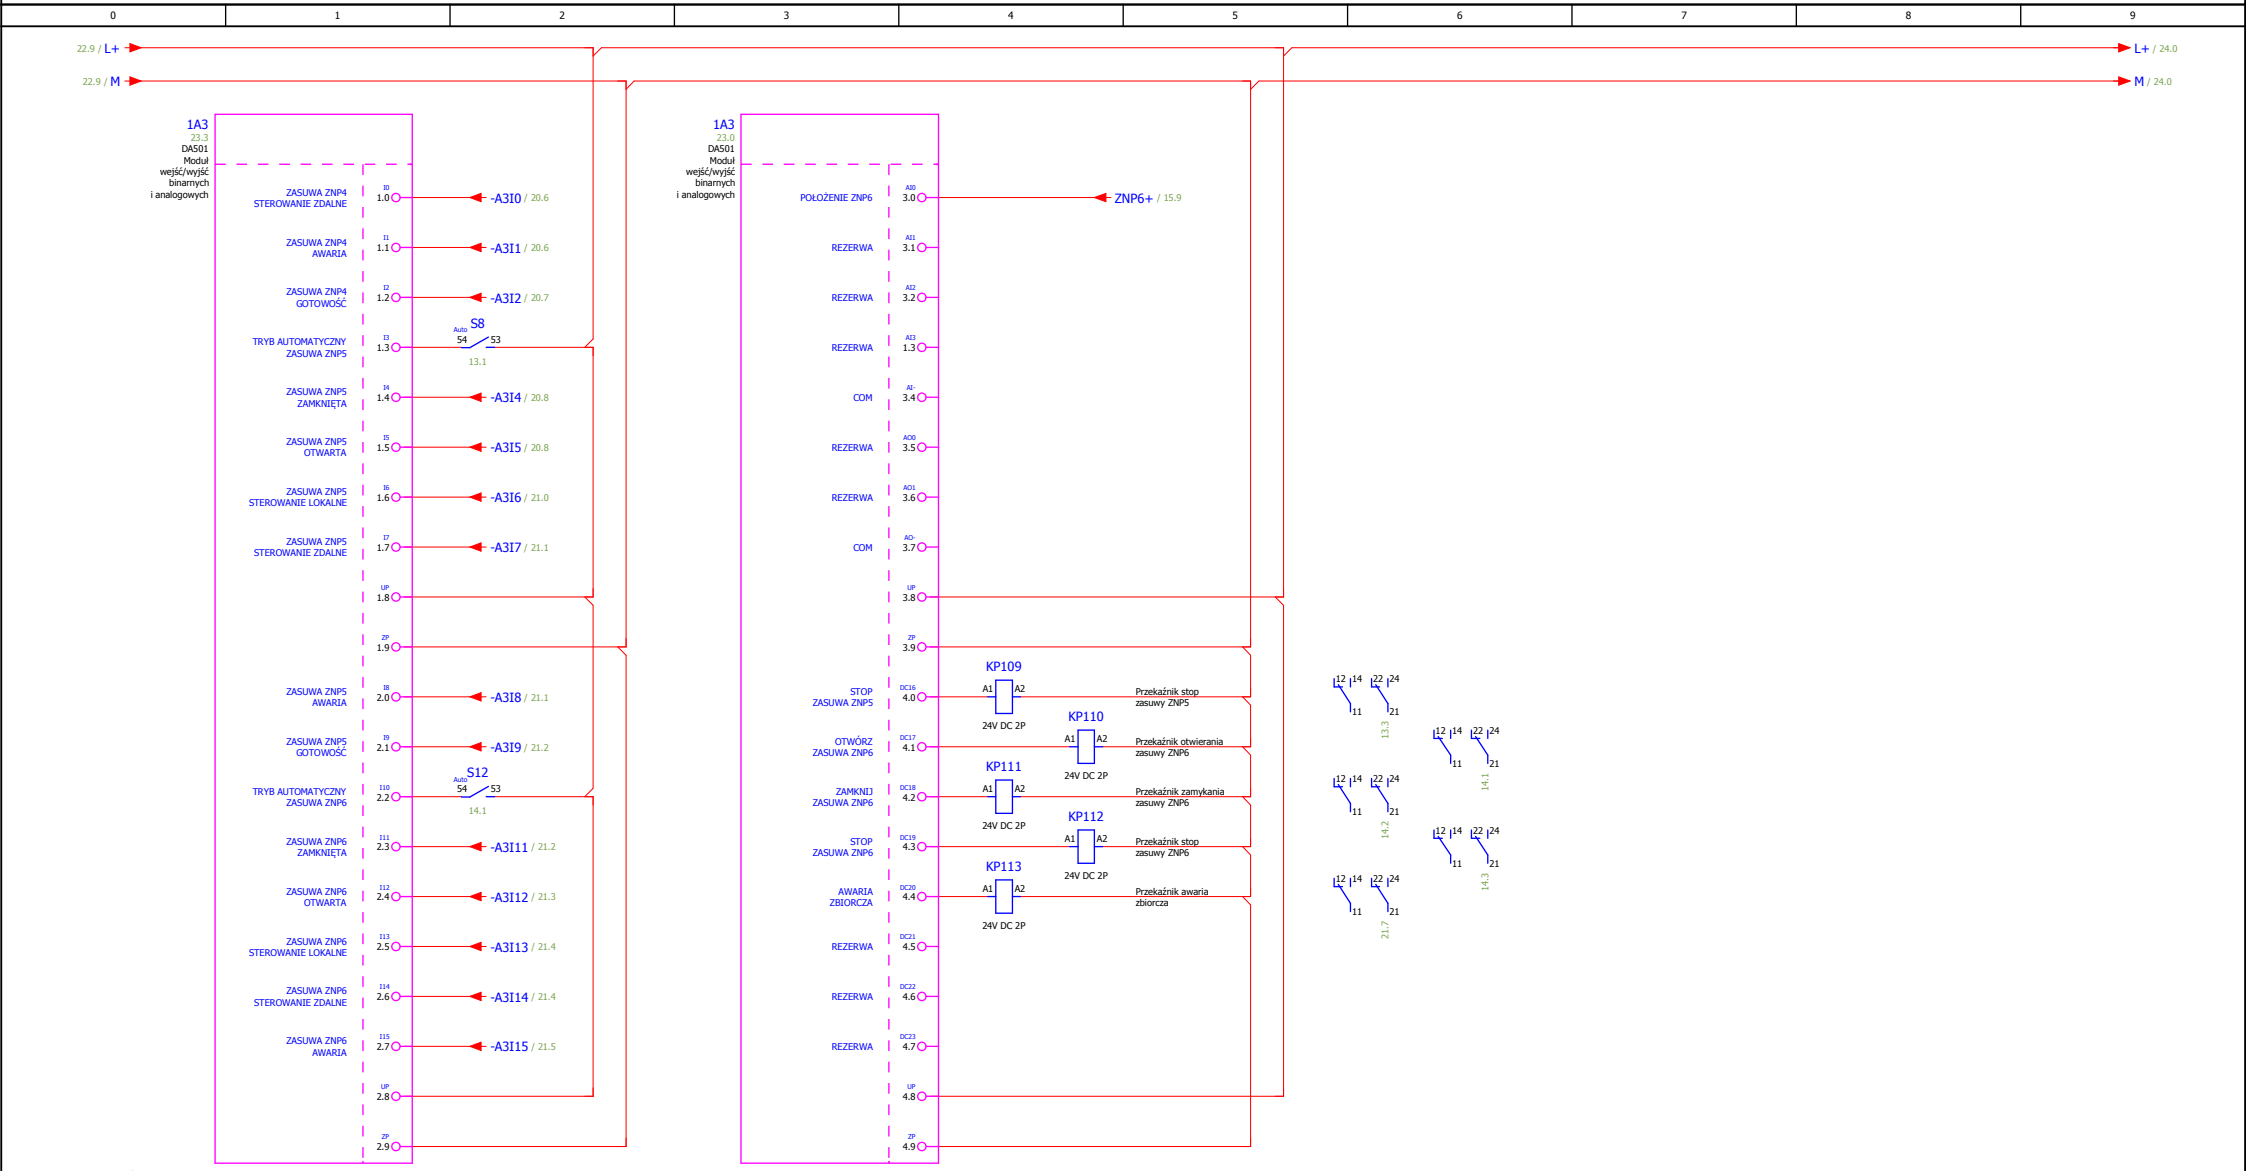 0 1 2 3 4 5 6 7 8 9
22.9 / L+ L+ / 24.0
22.9 / M M / 24.0
1A3
23.3
DA501
Moduł
wejść/wyjść
binarnych
i analogowych
ZASUWA ZNP4
STEROWANIE ZDALNE
I0
1.0
-A3I0 / 20.6
ZASUWA ZNP4
AWARIA
I1
1.1
-A3I1 / 20.6
ZASUWA ZNP4
GOTOWOŚĆ
I2
1.2
-A3I2 / 20.7
TRYB AUTOMATYCZNY
ZASUWA ZNP5
I3
1.3
S8
Auto
54 53
13.1
ZASUWA ZNP5
ZAMKNIĘTA
I4
1.4
-A3I4 / 20.8
ZASUWA ZNP5
OTWARTA
I5
1.5
-A3I5 / 20.8
ZASUWA ZNP5
STEROWANIE LOKALNE
I6
1.6
-A3I6 / 21.0
ZASUWA ZNP5
STEROWANIE ZDALNE
I7
1.7
-A3I7 / 21.1
UP
1.8
ZP
1.9
ZASUWA ZNP5
AWARIA
I8
2.0
-A3I8 / 21.1
ZASUWA ZNP5
GOTOWOŚĆ
I9
2.1
-A3I9 / 21.2
TRYB AUTOMATYCZNY
ZASUWA ZNP6
I10
2.2
S12
Auto
54 53
14.1
ZASUWA ZNP6
ZAMKNIĘTA
I11
2.3
-A3I11 / 21.2
ZASUWA ZNP6
OTWARTA
I12
2.4
-A3I12 / 21.3
ZASUWA ZNP6
STEROWANIE LOKALNE
I13
2.5
-A3I13 / 21.4
ZASUWA ZNP6
STEROWANIE ZDALNE
I14
2.6
-A3I14 / 21.4
ZASUWA ZNP6
AWARIA
I15
2.7
-A3I15 / 21.5
UP
2.8
ZP
2.9
1A3
23.0
DA501
Moduł
wejść/wyjść
binarnych
i analogowych
POŁOŻENIE ZNP6
AI0
3.0
ZNP6+ / 15.9
REZERWA
AI1
3.1
REZERWA
AI2
3.2
REZERWA
AI3
1.3
COM
AI-
3.4
REZERWA
AO0
3.5
REZERWA
AO1
3.6
COM
AO-
3.7
UP
3.8
ZP
3.9
STOP
ZASUWA ZNP5
DC16
4.0
KP109
A1 A2
24V DC 2P
Przekaźnik stop
zasuwy ZNP5
OTWÓRZ
ZASUWA ZNP6
DC17
4.1
KP110
A1 A2
24V DC 2P
Przekaźnik otwierania
zasuwy ZNP6
ZAMKNIJ
ZASUWA ZNP6
DC18
4.2
KP111
A1 A2
24V DC 2P
Przekaźnik zamykania
zasuwy ZNP6
STOP
ZASUWA ZNP6
DC19
4.3
KP112
A1 A2
24V DC 2P
Przekaźnik stop
zasuwy ZNP6
AWARIA
ZBIORCZA
DC20
4.4
KP113
A1 A2
24V DC 2P
Przekaźnik awaria
zbiorcza
REZERWA
DC21
4.5
REZERWA
DC22
4.6
REZERWA
DC23
4.7
UP
4.8
ZP
4.9
12 14 22 24
11 21
13.3
12 14 22 24
11 21
14.1
12 14 22 24
11 21
14.2
12 14 22 24
11 21
14.3
12 14 22 24
11 21
21.7